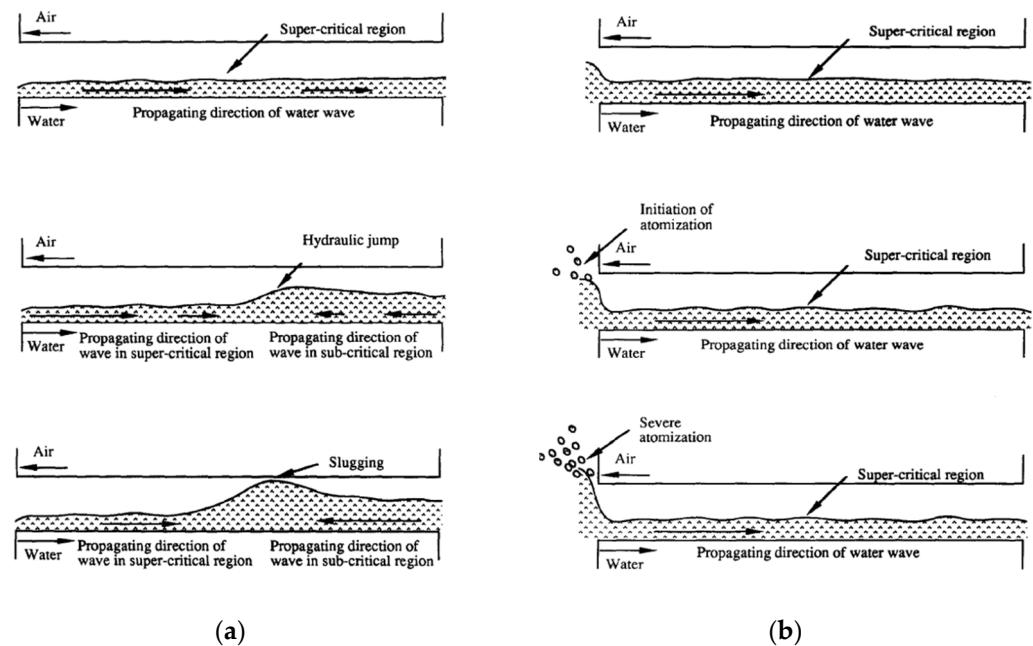 Air
Super-critical region
Water
Propagating direction of water wave
Air
Hydraulic jump
Water
Propagating direction of
wave in super-critical region
Propagating direction of
wave in sub-critical region
Air
Slugging
Water
Propagating direction of
wave in super-critical region
Propagating direction of
wave in sub-critical region
(a)
Air
Super-critical region
Water
Propagating direction of water wave
Initiation of
atomization
Air
Super-critical region
Water
Propagating direction of water wave
Severe
atomization
Air
Super-critical region
Water
Propagating direction of water wave
(b)